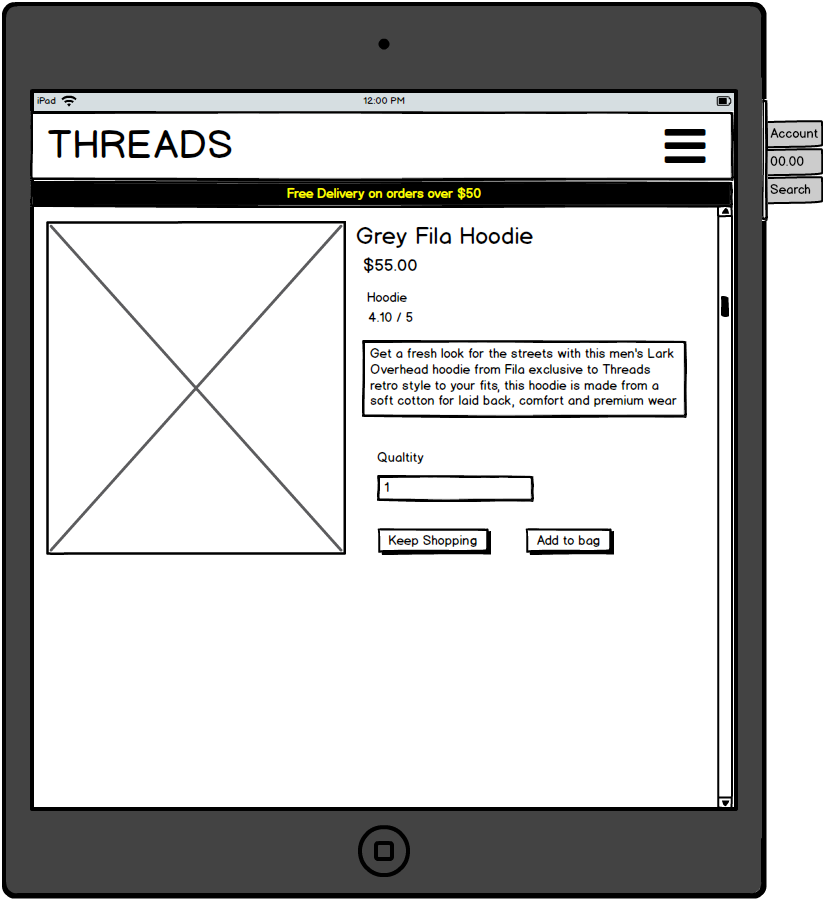 iPad
12:00 PM
THREADS
Account
00.00
Search
Free Delivery on orders over $50
Grey Fila Hoodie
$55.00
Hoodie
4.10 / 5
Get a fresh look for the streets with this men's Lark
Overhead hoodie from Fila exclusive to Threads
retro style to your fits, this hoodie is made from a
soft cotton for laid back, comfort and premium wear
Qualtity
1
Keep Shopping
Add to bag